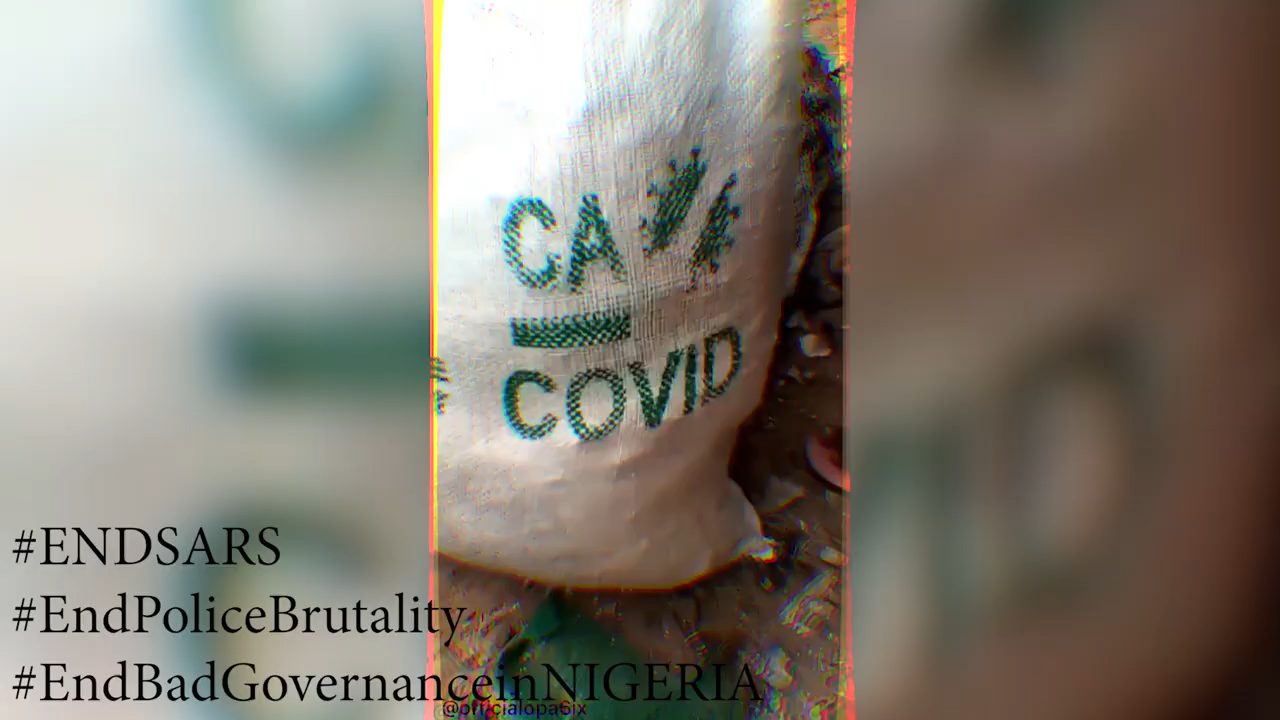 CA
COVID
#ENDSARS
#EndPoliceBrutality
#EndBadGovernanceinNIGERIA
@officialopa6ix